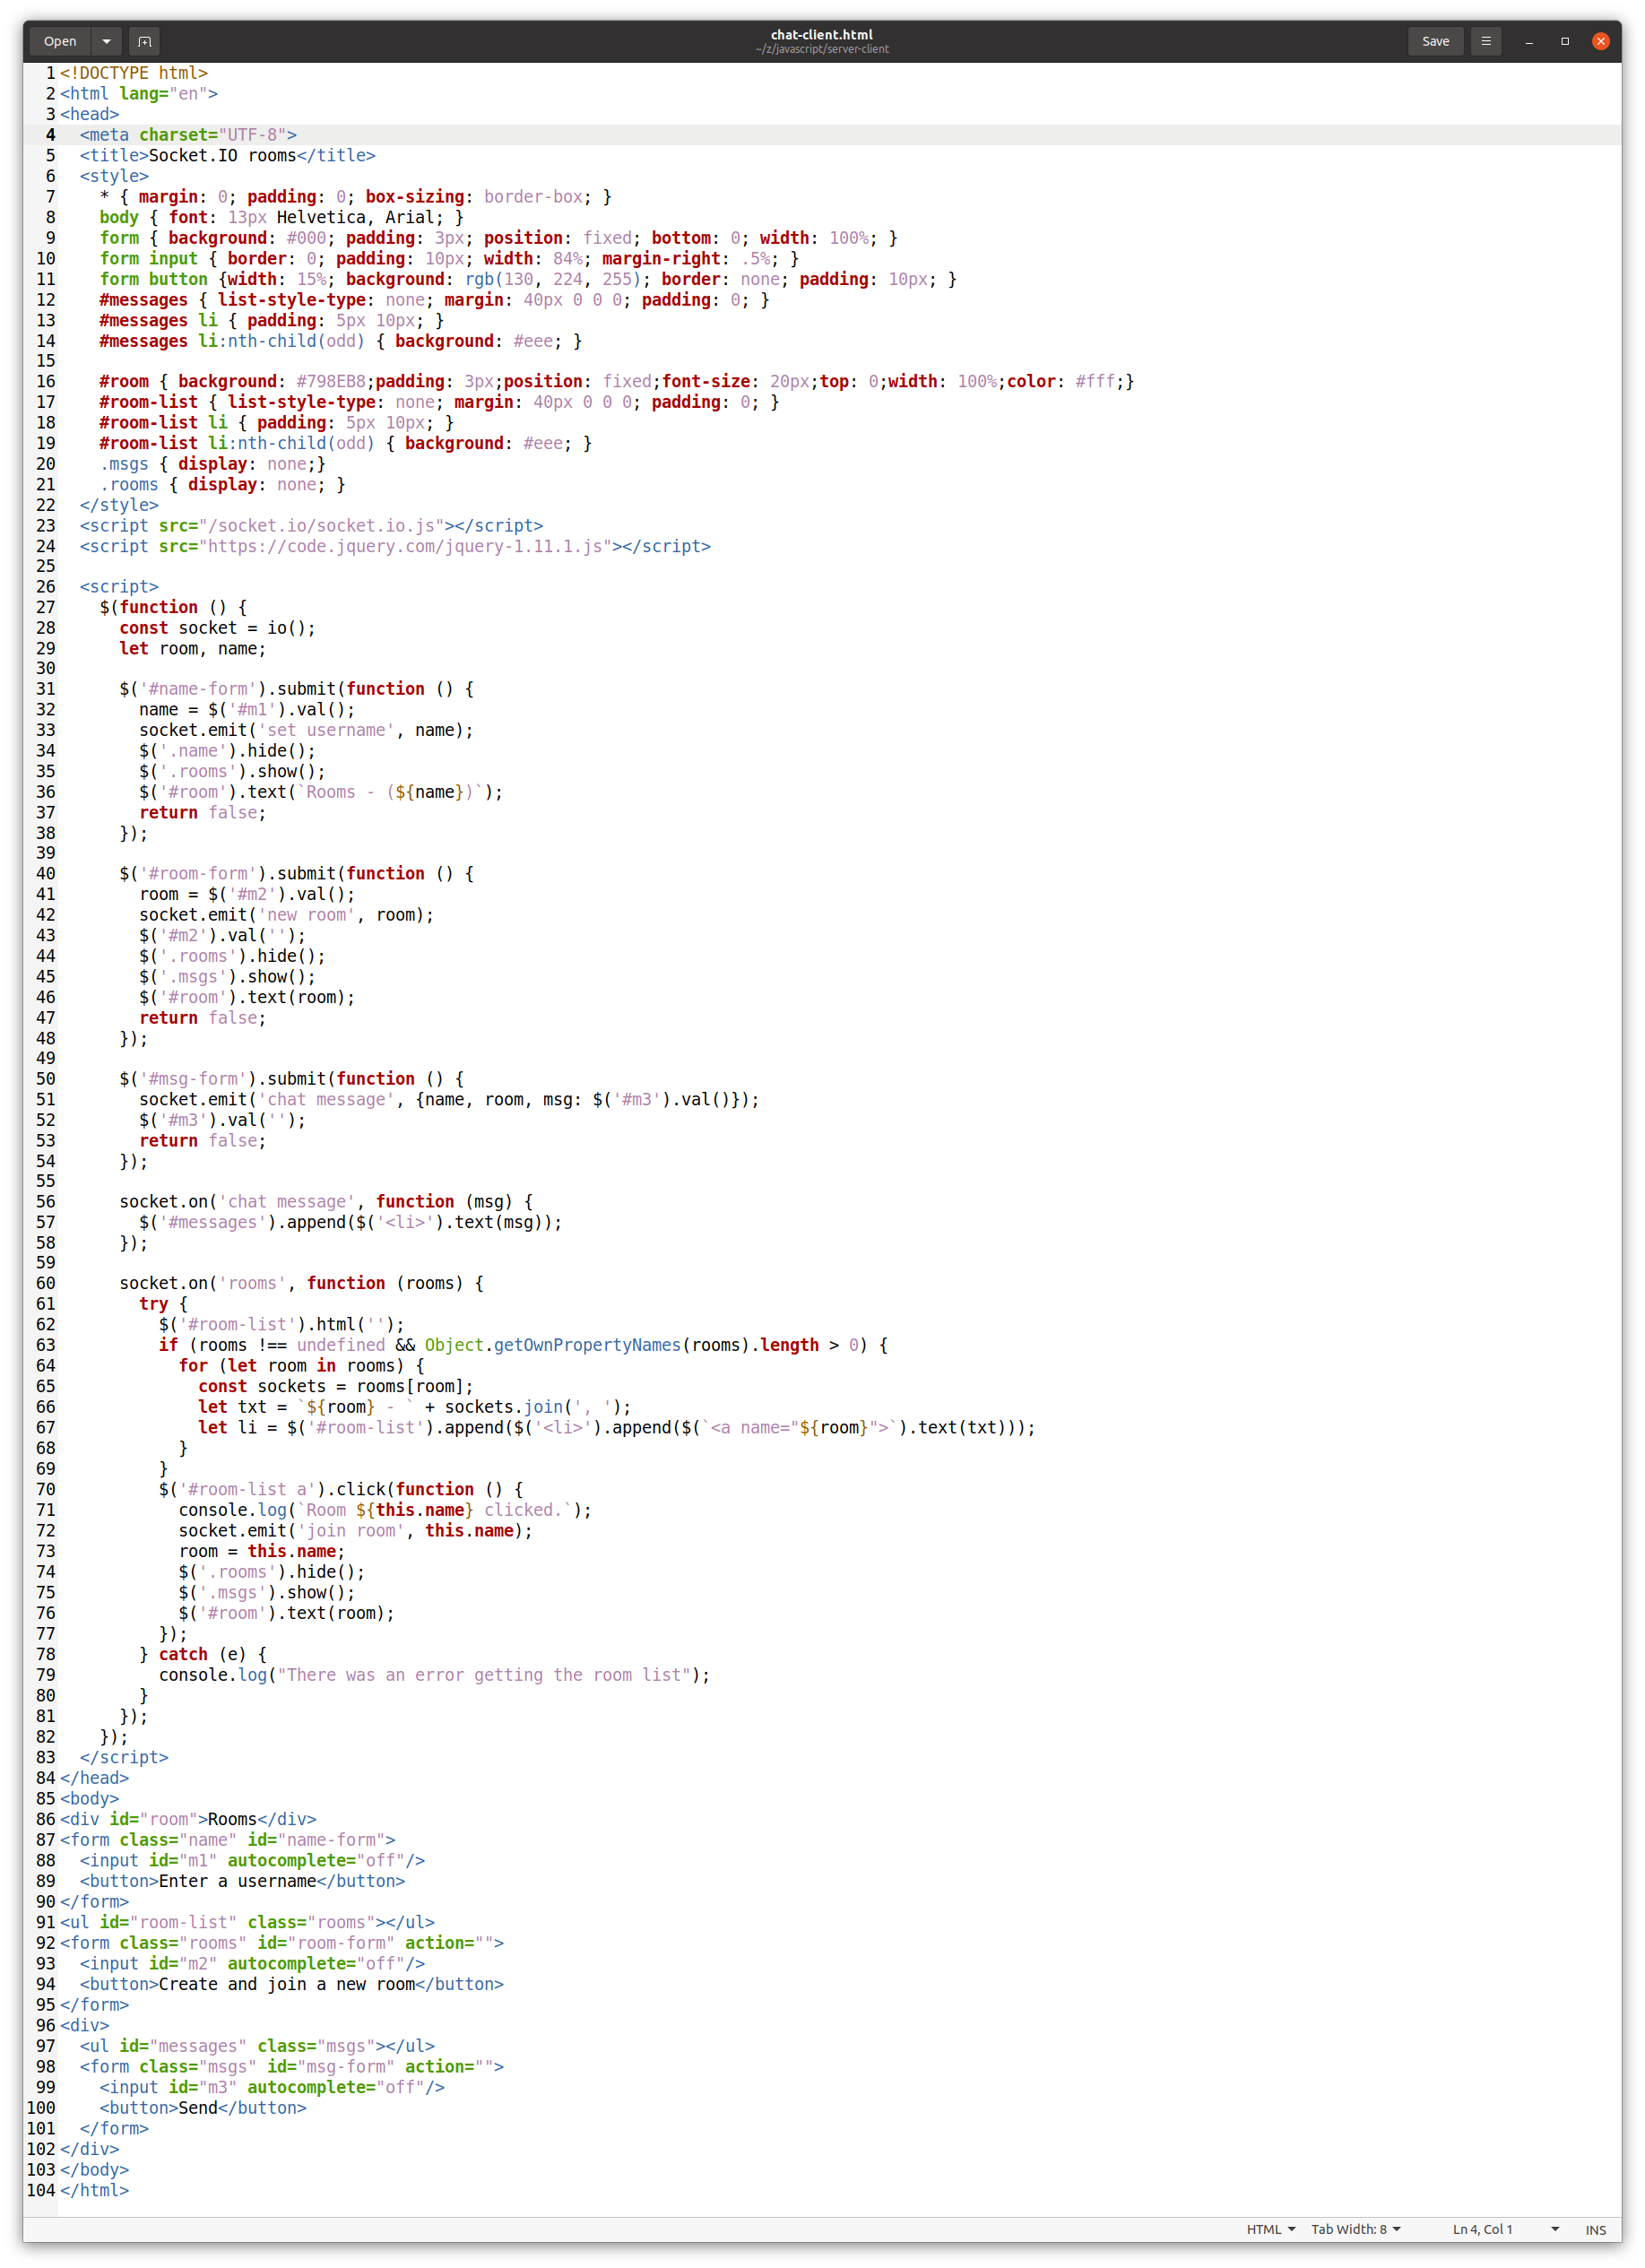 Open
chat-client.html
~/z/javascript/server-client
Save
1 <!DOCTYPE html>
2 <html lang="en">
3 <head>
4   <meta charset="UTF-8">
5   <title>Socket.IO rooms</title>
6   <style>
7     * { margin: 0; padding: 0; box-sizing: border-box; }
8     body { font: 13px Helvetica, Arial; }
9     form { background: #000; padding: 3px; position: fixed; bottom: 0; width: 100%; }
10     form input { border: 0; padding: 10px; width: 84%; margin-right: .5%; }
11     form button {width: 15%; background: rgb(130, 224, 255); border: none; padding: 10px; }
12     #messages { list-style-type: none; margin: 40px 0 0 0; padding: 0; }
13     #messages li { padding: 5px 10px; }
14     #messages li:nth-child(odd) { background: #eee; }
15
16     #room { background: #798EB8;padding: 3px;position: fixed;font-size: 20px;top: 0;width: 100%;color: #fff;}
17     #room-list { list-style-type: none; margin: 40px 0 0 0; padding: 0; }
18     #room-list li { padding: 5px 10px; }
19     #room-list li:nth-child(odd) { background: #eee; }
20     .msgs { display: none;}
21     .rooms { display: none; }
22   </style>
23   <script src="/socket.io/socket.io.js"></script>
24   <script src="https://code.jquery.com/jquery-1.11.1.js"></script>
25
26   <script>
27     $(function () {
28       const socket = io();
29       let room, name;
30
31       $('#name-form').submit(function () {
32         name = $('#m1').val();
33         socket.emit('set username', name);
34         $('.name').hide();
35         $('.rooms').show();
36         $('#room').text(`Rooms - (${name})`);
37         return false;
38       });
39
40       $('#room-form').submit(function () {
41         room = $('#m2').val();
42         socket.emit('new room', room);
43         $('#m2').val('');
44         $('.rooms').hide();
45         $('.msgs').show();
46         $('#room').text(room);
47         return false;
48       });
49
50       $('#msg-form').submit(function () {
51         socket.emit('chat message', {name, room, msg: $('#m3').val()});
52         $('#m3').val('');
53         return false;
54       });
55
56       socket.on('chat message', function (msg) {
57         $('#messages').append($('<li>').text(msg));
58       });
59
60       socket.on('rooms', function (rooms) {
61         try {
62           $('#room-list').html('');
63           if (rooms !== undefined && Object.getOwnPropertyNames(rooms).length > 0) {
64             for (let room in rooms) {
65               const sockets = rooms[room];
66               let txt = `${room} - ` + sockets.join(', ');
67               let li = $('#room-list').append($('<li>').append($(`<a name="${room}">`).text(txt)));
68             }
69           }
70           $('#room-list a').click(function () {
71             console.log(`Room ${this.name} clicked.`);
72             socket.emit('join room', this.name);
73             room = this.name;
74             $('.rooms').hide();
75             $('.msgs').show();
76             $('#room').text(room);
77           });
78         } catch (e) {
79           console.log("There was an error getting the room list");
80         }
81       });
82     });
83   </script>
84 </head>
85 <body>
86 <div id="room">Rooms</div>
87 <form class="name" id="name-form">
88   <input id="m1" autocomplete="off"/>
89   <button>Enter a username</button>
90 </form>
91 <ul id="room-list" class="rooms"></ul>
92 <form class="rooms" id="room-form" action="">
93   <input id="m2" autocomplete="off"/>
94   <button>Create and join a new room</button>
95 </form>
96 <div>
97   <ul id="messages" class="msgs"></ul>
98   <form class="msgs" id="msg-form" action="">
99     <input id="m3" autocomplete="off"/>
100     <button>Send</button>
101   </form>
102 </div>
103 </body>
104 </html>
HTML Tab Width: 8 Ln 4, Col 1 INS